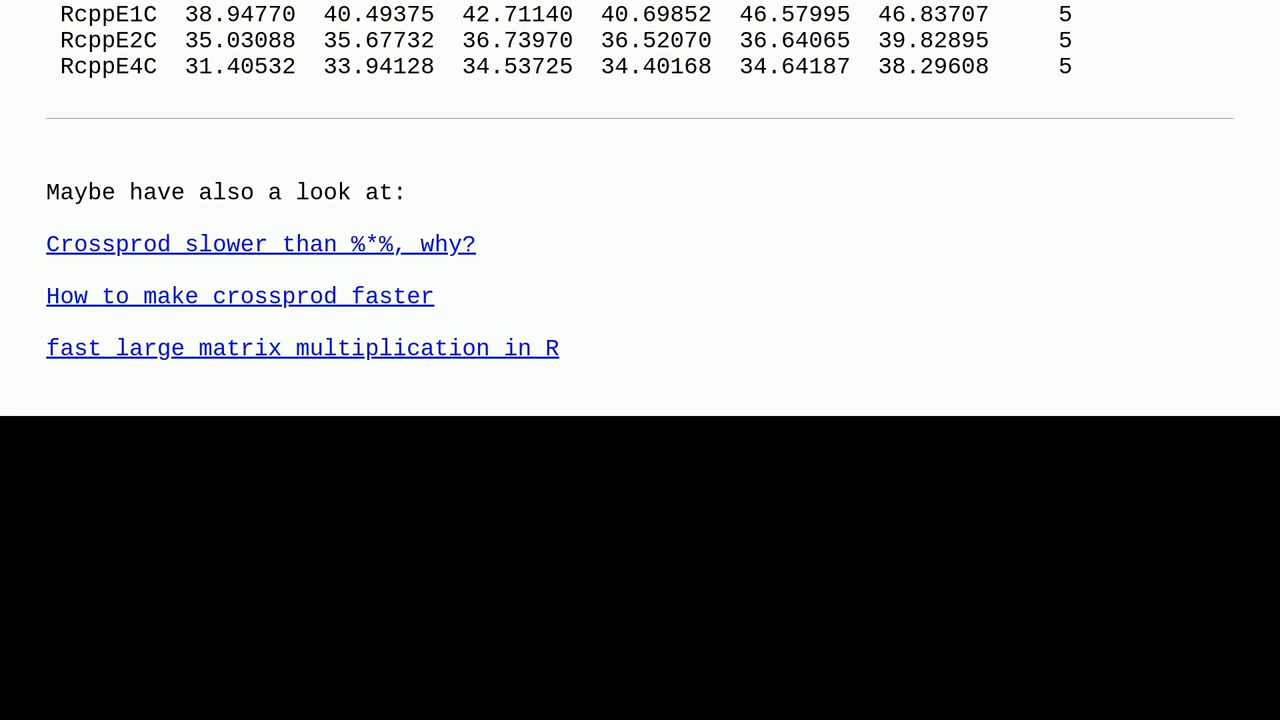 RcppE1C 38.94770 40.49375 42.71140 40.69852 46.57995 46.83707 5
RcppE2C 35.03088 35.67732 36.73970 36.52070 36.64065 39.82895 5
RcppE4C 31.40532 33.94128 34.53725 34.40168 34.64187 38.29608 5
Maybe have also a look at:
Crossprod slower than %*%, why?
How to make crossprod faster
fast large matrix multiplication in R